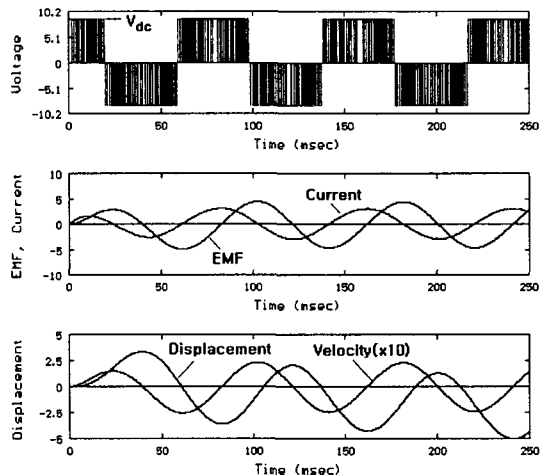 10.2
V_dc
5.1
0
-5.1
-10.2
Voltage
0 50 100 150 200 250
Time (msec)
10
5
0
-5
-10
EMF, Current
Current
EMF
0 50 100 150 200 250
Time (msec)
5
2.5
0
-2.5
-5
Displacement
Displacement
Velocity(x10)
0 50 100 150 200 250
Time (msec)